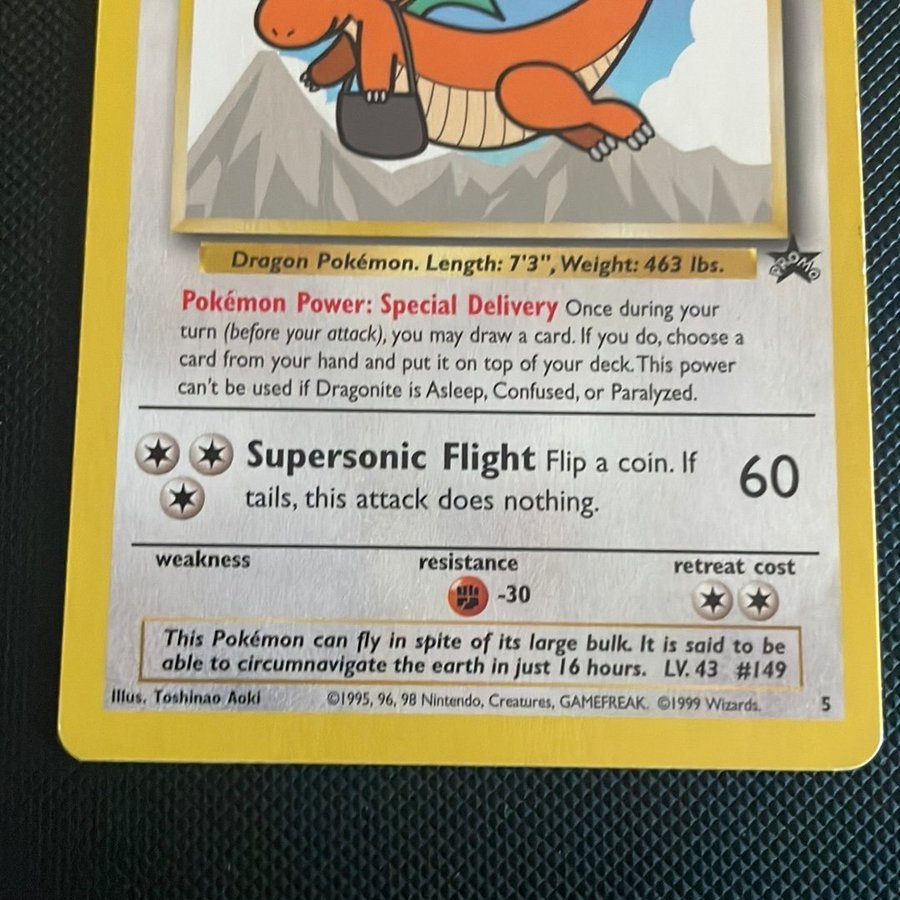 Dragon Pokémon. Length: 7'3", Weight: 463 lbs.
PROMO
Pokémon Power: Special Delivery Once during your
turn (before your attack), you may draw a card. If you do, choose a
card from your hand and put it on top of your deck. This power
can't be used if Dragonite is Asleep, Confused, or Paralyzed.
Supersonic Flight Flip a coin. If 60
tails, this attack does nothing.
weakness resistance retreat cost
-30
This Pokémon can fly in spite of its large bulk. It is said to be
able to circumnavigate the earth in just 16 hours. LV. 43 #149
Illus. Toshinao Aoki ©1995, 96, 98 Nintendo, Creatures, GAMEFREAK. ©1999 Wizards. 5